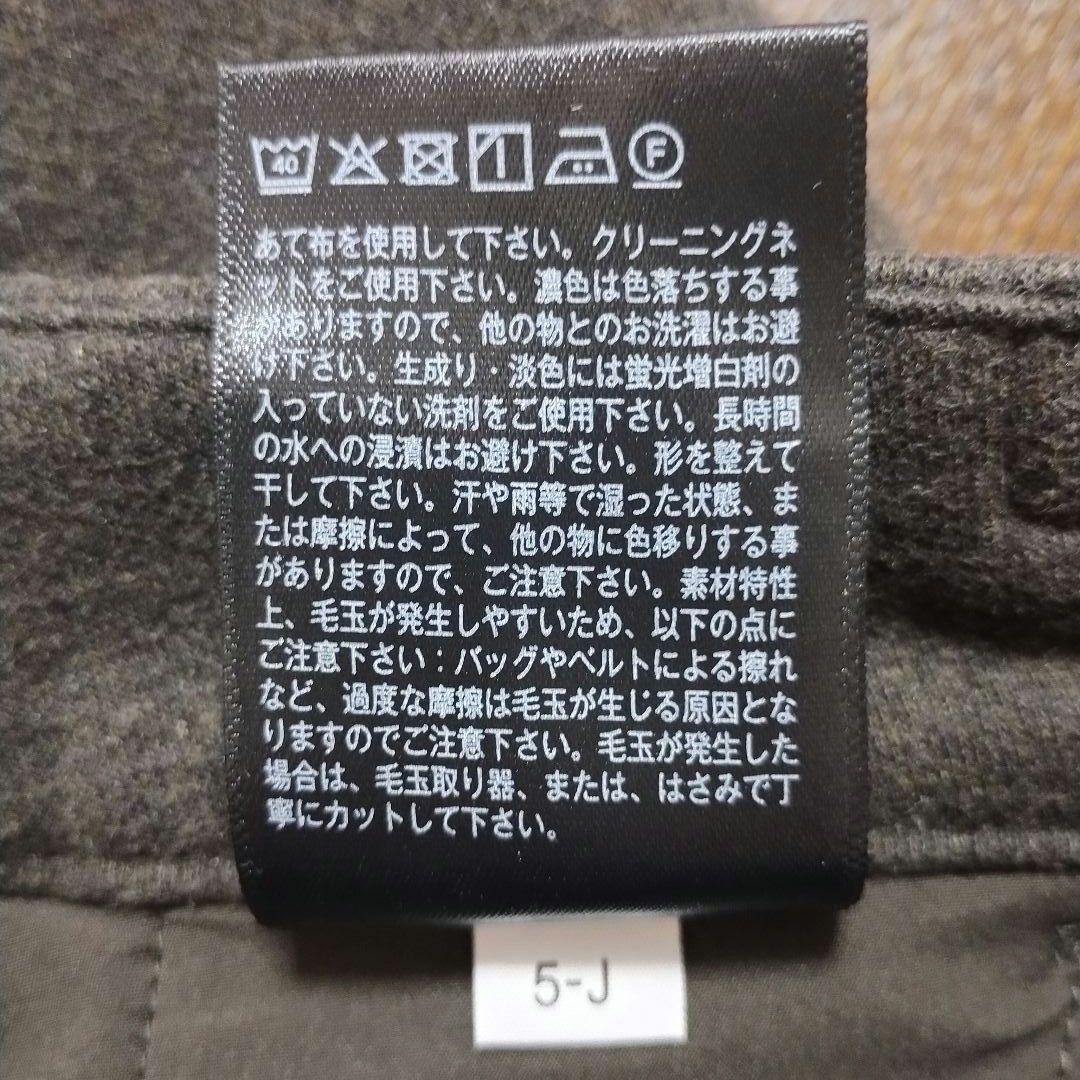 40
F
あて布を使用して下さい。クリーニングネ
ットをご使用下さい。濃色は色落ちする事
がありますので、他の物とのお洗濯はお避
け下さい。生成り・淡色には蛍光増白剤の
入っていない洗剤をご使用下さい。長時間
の水への浸漬はお避け下さい。形を整えて
干して下さい。汗や雨等で湿った状態、ま
たは摩擦によって、他の物に色移りする事
がありますので、ご注意下さい。素材特性
上、毛玉が発生しやすいため、以下の点に
ご注意下さい：バッグやベルトによる擦れ
など、過度な摩擦は毛玉が生じる原因とな
りますのでご注意下さい。毛玉が発生した
場合は、毛玉取り器、または、はさみで丁
寧にカットして下さい。
5-J